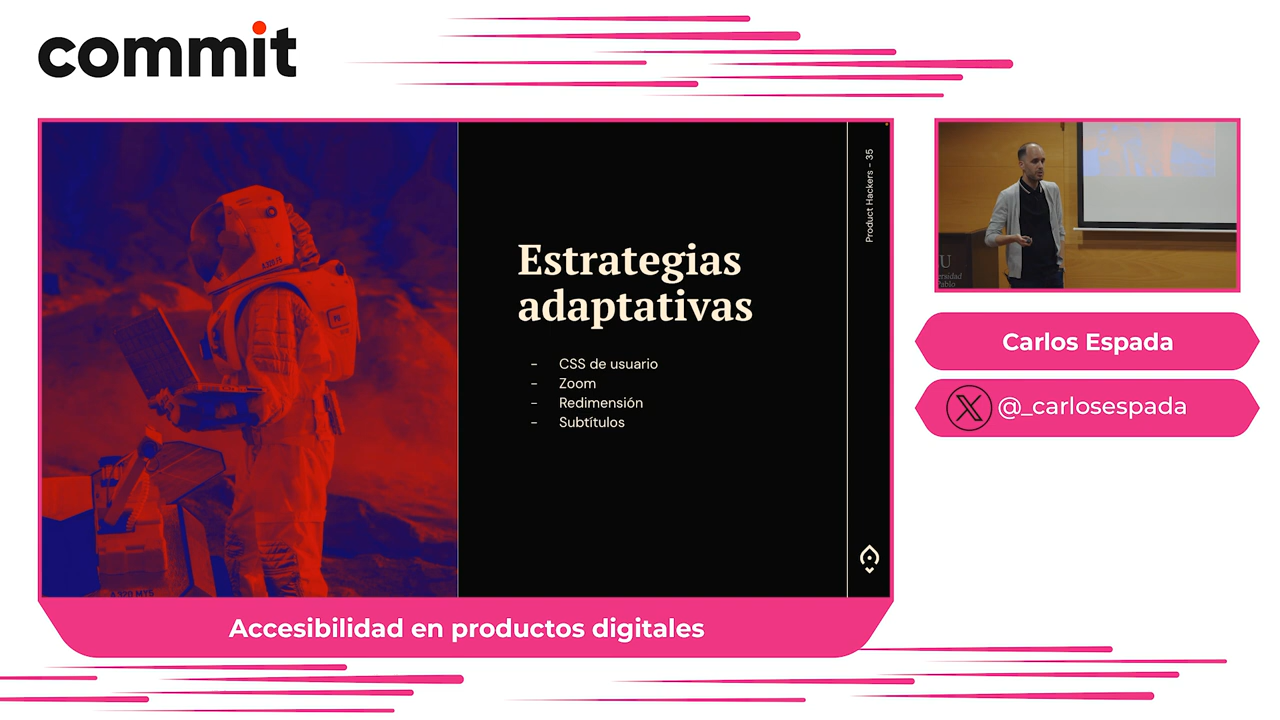 commit
Estrategias
adaptativas
- CSS de usuario
- Zoom
- Redimensión
- Subtítulos
Product Hackers - 35
Accesibilidad en productos digitales
Carlos Espada
@_carlosespada